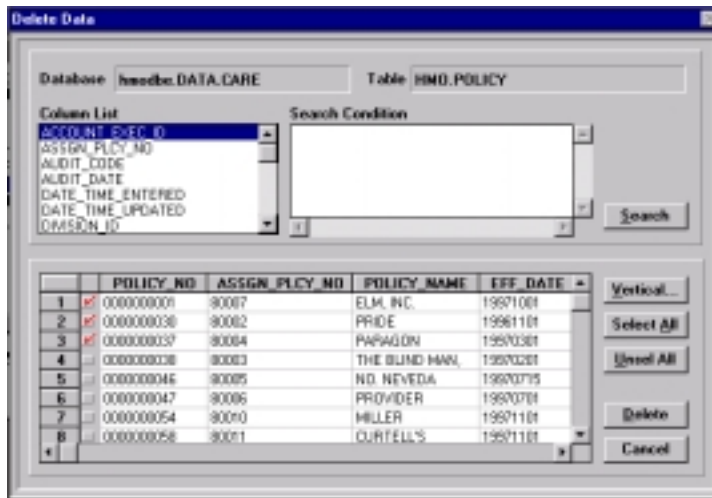 Delete Data
Database hmodbe.DATA.CARE Table HMO.POLICY
Column List Search Condition
ACCOUNT_EXEC_ID
ASSGN_PLCY_NO
AUDIT_CODE
AUDIT_DATE
DATE_TIME_ENTERED
DATE_TIME_UPDATED
DIVISION_ID
Search
POLICY_NO ASSGN_PLCY_NO POLICY_NAME EFF_DATE
1 0000000001 80007 ELM, INC. 19971001
2 0000000030 80002 PRIDE 19961101
3 0000000037 80004 PARAGON 19970301
4 0000000038 80003 THE BLIND MAN, 19970201
5 0000000046 80005 NO. NEVEDA 19970715
6 0000000047 80006 PROVIDER 19970701
7 0000000054 80010 MILLER 19971101
8 0000000058 80011 CURTELL'S 19971101
Vertical...
Select All
Unsel All
Delete
Cancel